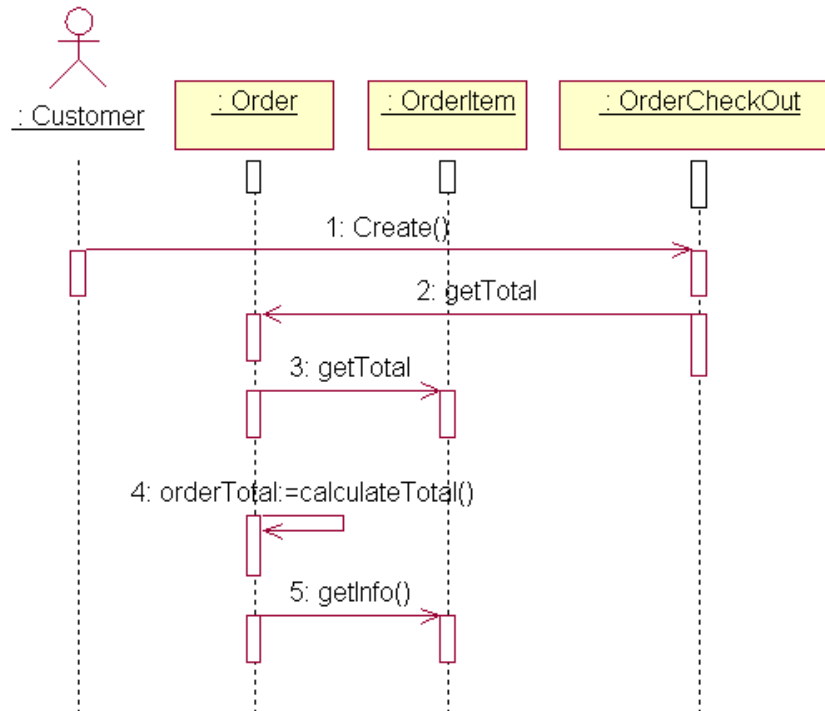 : Customer
: Order
: OrderItem
: OrderCheckOut
1: Create()
2: getTotal
3: getTotal
4: orderTotal:=calculateTotal()
5: getInfo()